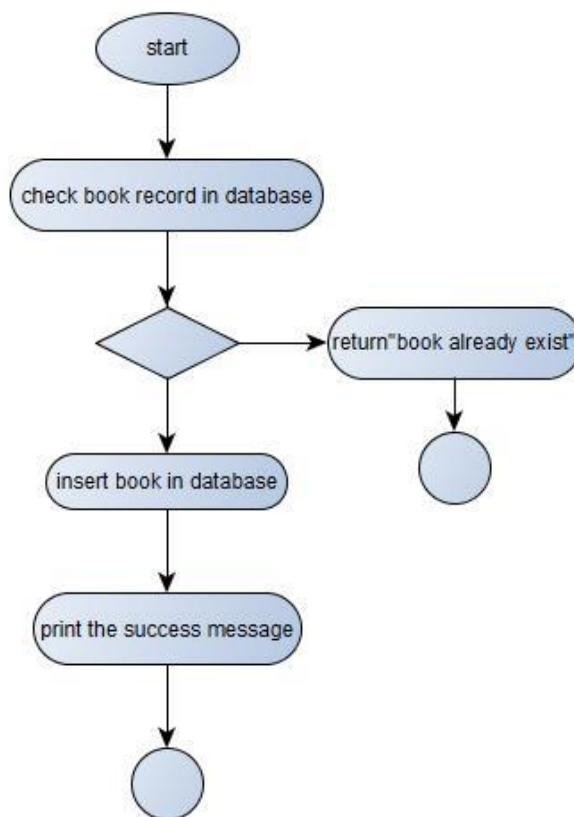 start
check book record in database
return"book already exist"
insert book in database
print the success message